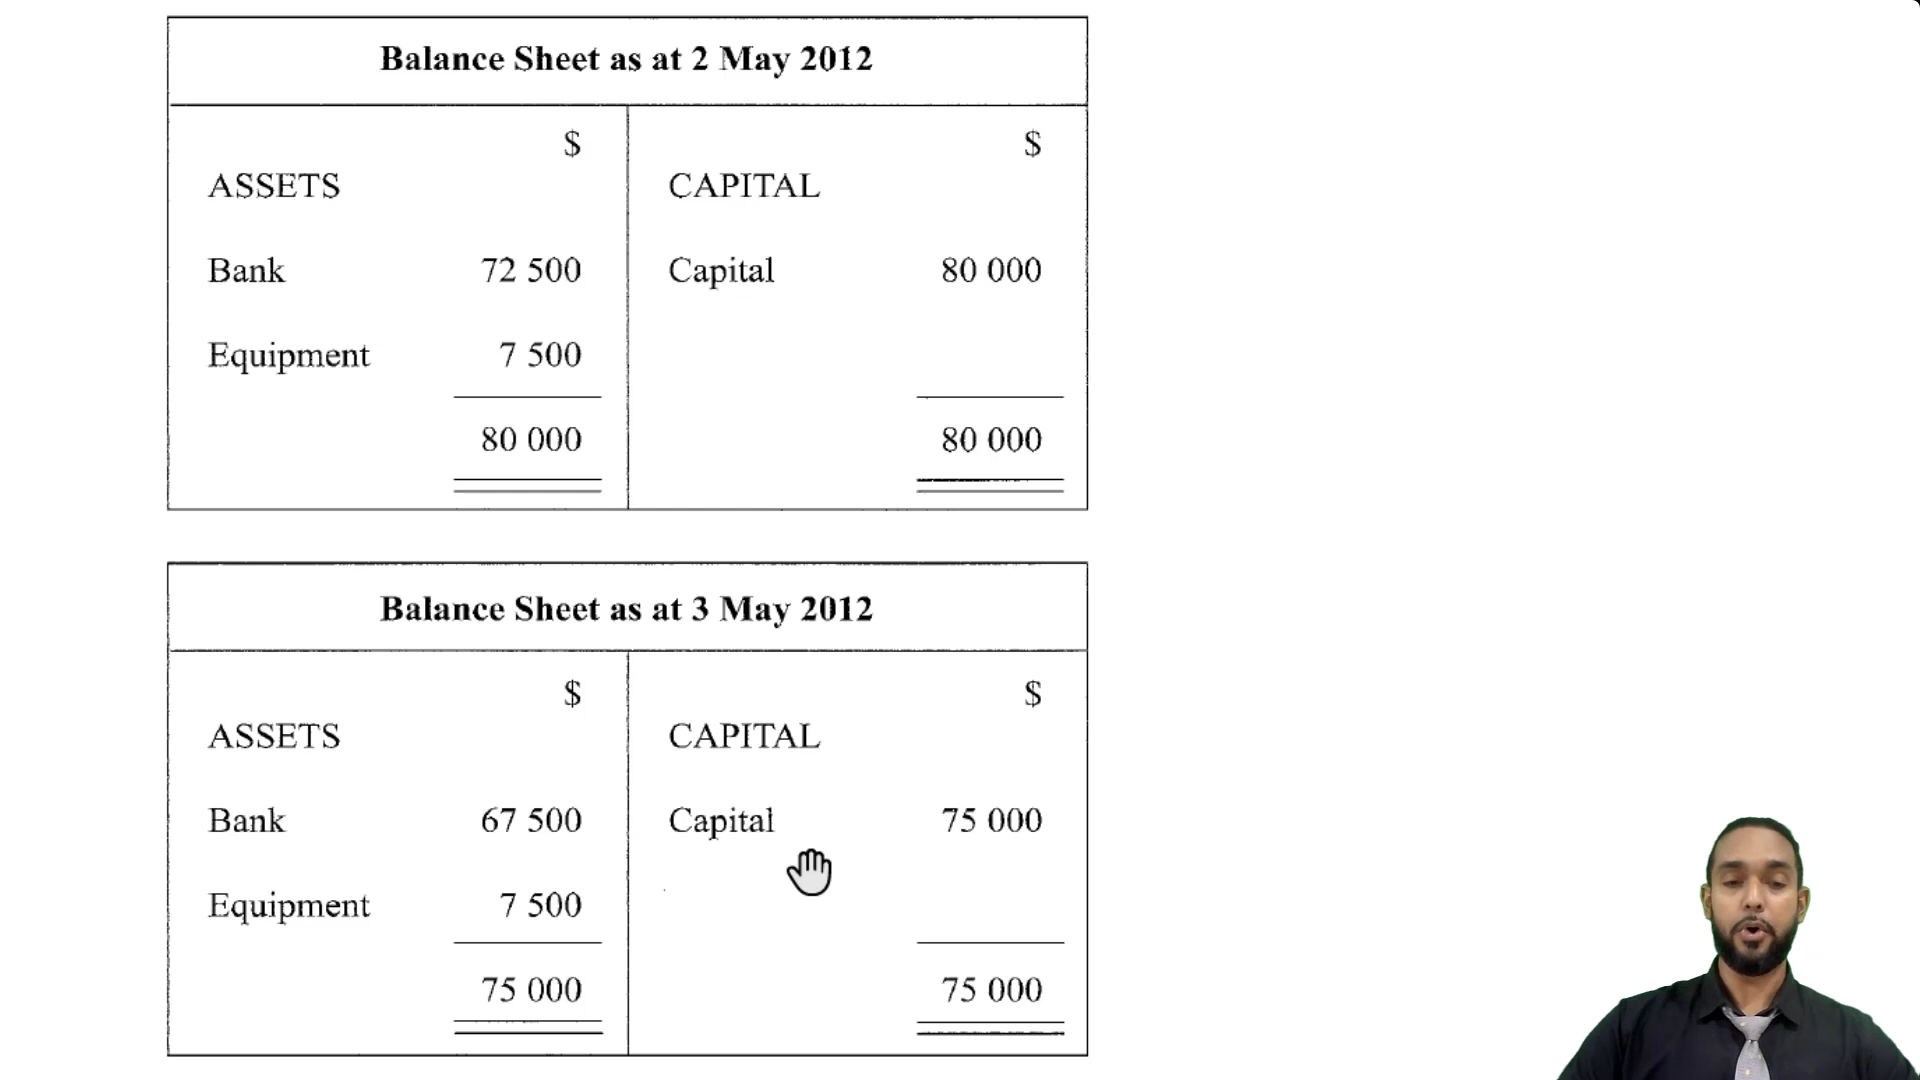 Balance Sheet as at 2 May 2012
$ $
ASSETS CAPITAL
Bank 72 500 Capital 80 000
Equipment 7 500
80 000 80 000
Balance Sheet as at 3 May 2012
$ $
ASSETS CAPITAL
Bank 67 500 Capital 75 000
Equipment 7 500
75 000 75 000